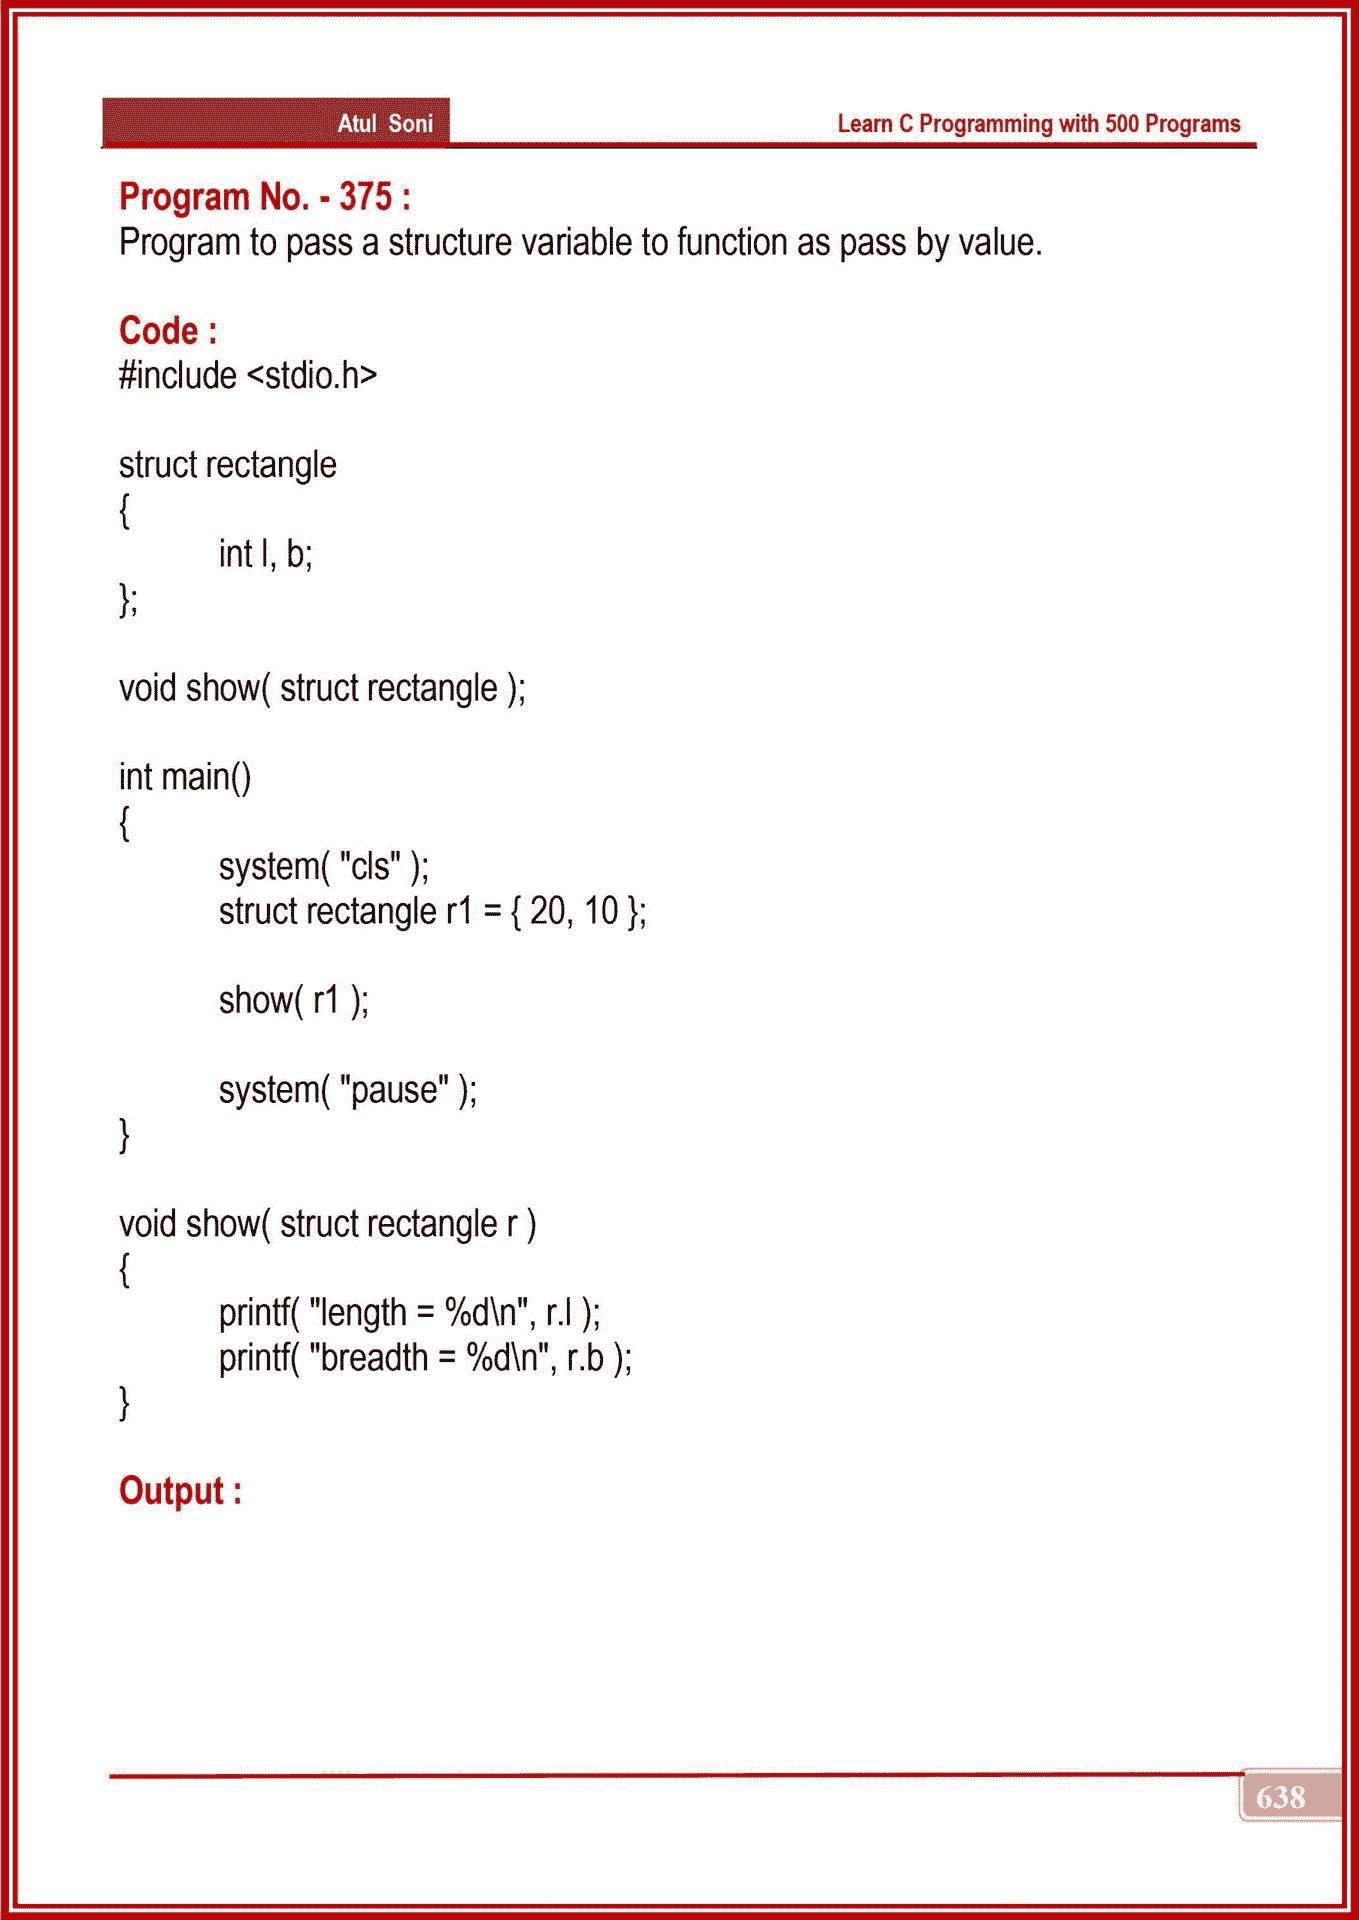 Atul Soni
Learn C Programming with 500 Programs
Program No. - 375 :
Program to pass a structure variable to function as pass by value.
Code :
#include <stdio.h>
struct rectangle
{
int l, b;
};
void show( struct rectangle );
int main()
{
system( "cls" );
struct rectangle r1 = { 20, 10 };
show( r1 );
system( "pause" );
}
void show( struct rectangle r )
{
printf( "length = %d\n", r.l );
printf( "breadth = %d\n", r.b );
}
Output :
638